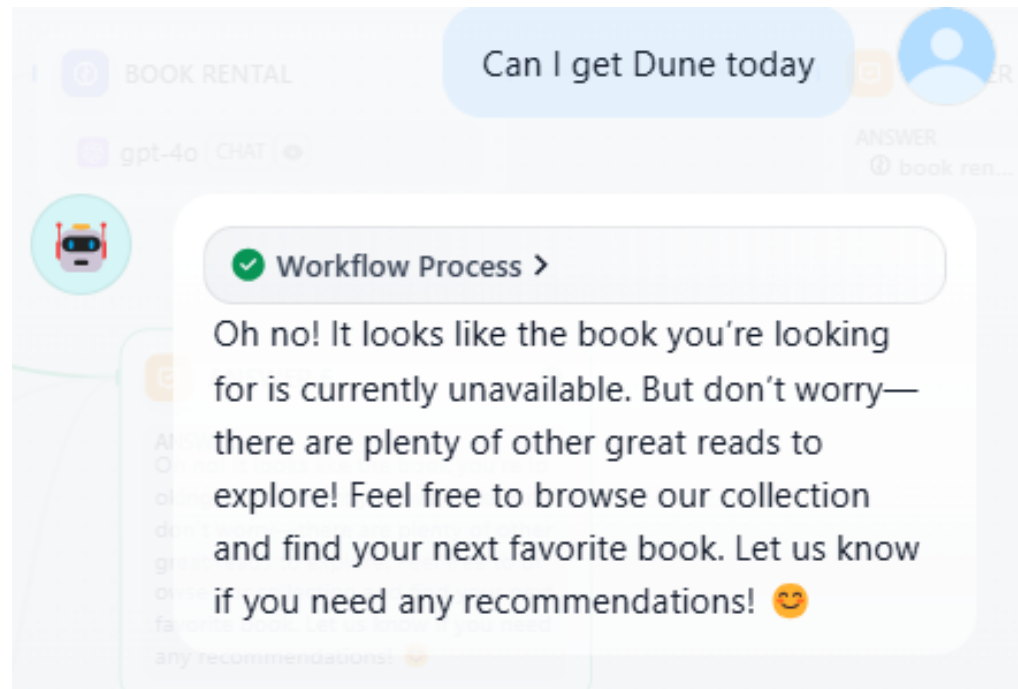 Can I get Dune today
BOOK RENTAL
gpt-4o CHAT
ANSWER
book ren...
Workflow Process >
Oh no! It looks like the book you’re looking
for is currently unavailable. But don’t worry—
there are plenty of other great reads to
explore! Feel free to browse our collection
and find your next favorite book. Let us know
if you need any recommendations! 😊
any recommendations!